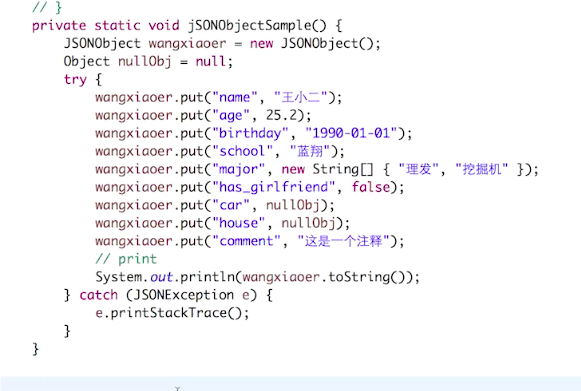 // }
private static void jSONObjectSample() {
JSONObject wangxiaoer = new JSONObject();
Object nullObj = null;
try {
wangxiaoer.put("name", "王小二");
wangxiaoer.put("age", 25.2);
wangxiaoer.put("birthday", "1990-01-01");
wangxiaoer.put("school", "蓝翔");
wangxiaoer.put("major", new String[] { "理发", "挖掘机" });
wangxiaoer.put("has_girlfriend", false);
wangxiaoer.put("car", nullObj);
wangxiaoer.put("house", nullObj);
wangxiaoer.put("comment", "这是一个注释");
// print
System.out.println(wangxiaoer.toString());
} catch (JSONException e) {
e.printStackTrace();
}
}